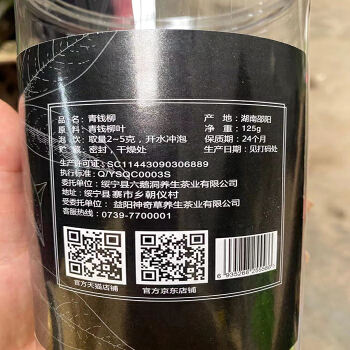 品名：青钱柳
原料：青钱柳叶
泡饮：取量2-5克，开水冲泡
贮藏：密封、干燥处
产地：湖南邵阳
净重：125g
保质期：24个月
生产日期：见打码处
生产许可证：SC11443090306889
执行标准：Q/YSQC0003S
委托单位：绥宁县六鹅洞养生茶业有限公司
地址：绥宁县寨市乡朝仪村
受委托单位：益阳神奇草养生茶业有限公司
客服热线：0739-7700001
官方天猫店铺
官方京东店铺